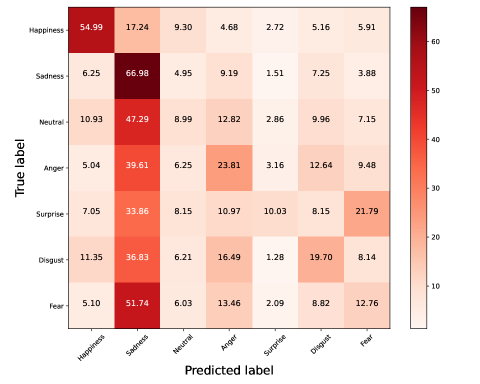 Happiness 54.99 17.24 9.30 4.68 2.72 5.16 5.91
Sadness 6.25 66.98 4.95 9.19 1.51 7.25 3.88
Neutral 10.93 47.29 8.99 12.82 2.86 9.96 7.15
Anger 5.04 39.61 6.25 23.81 3.16 12.64 9.48
Surprise 7.05 33.86 8.15 10.97 10.03 8.15 21.79
Disgust 11.35 36.83 6.21 16.49 1.28 19.70 8.14
Fear 5.10 51.74 6.03 13.46 2.09 8.82 12.76
Happiness Sadness Neutral Anger Surprise Disgust Fear
Predicted label
True label
60
50
40
30
20
10